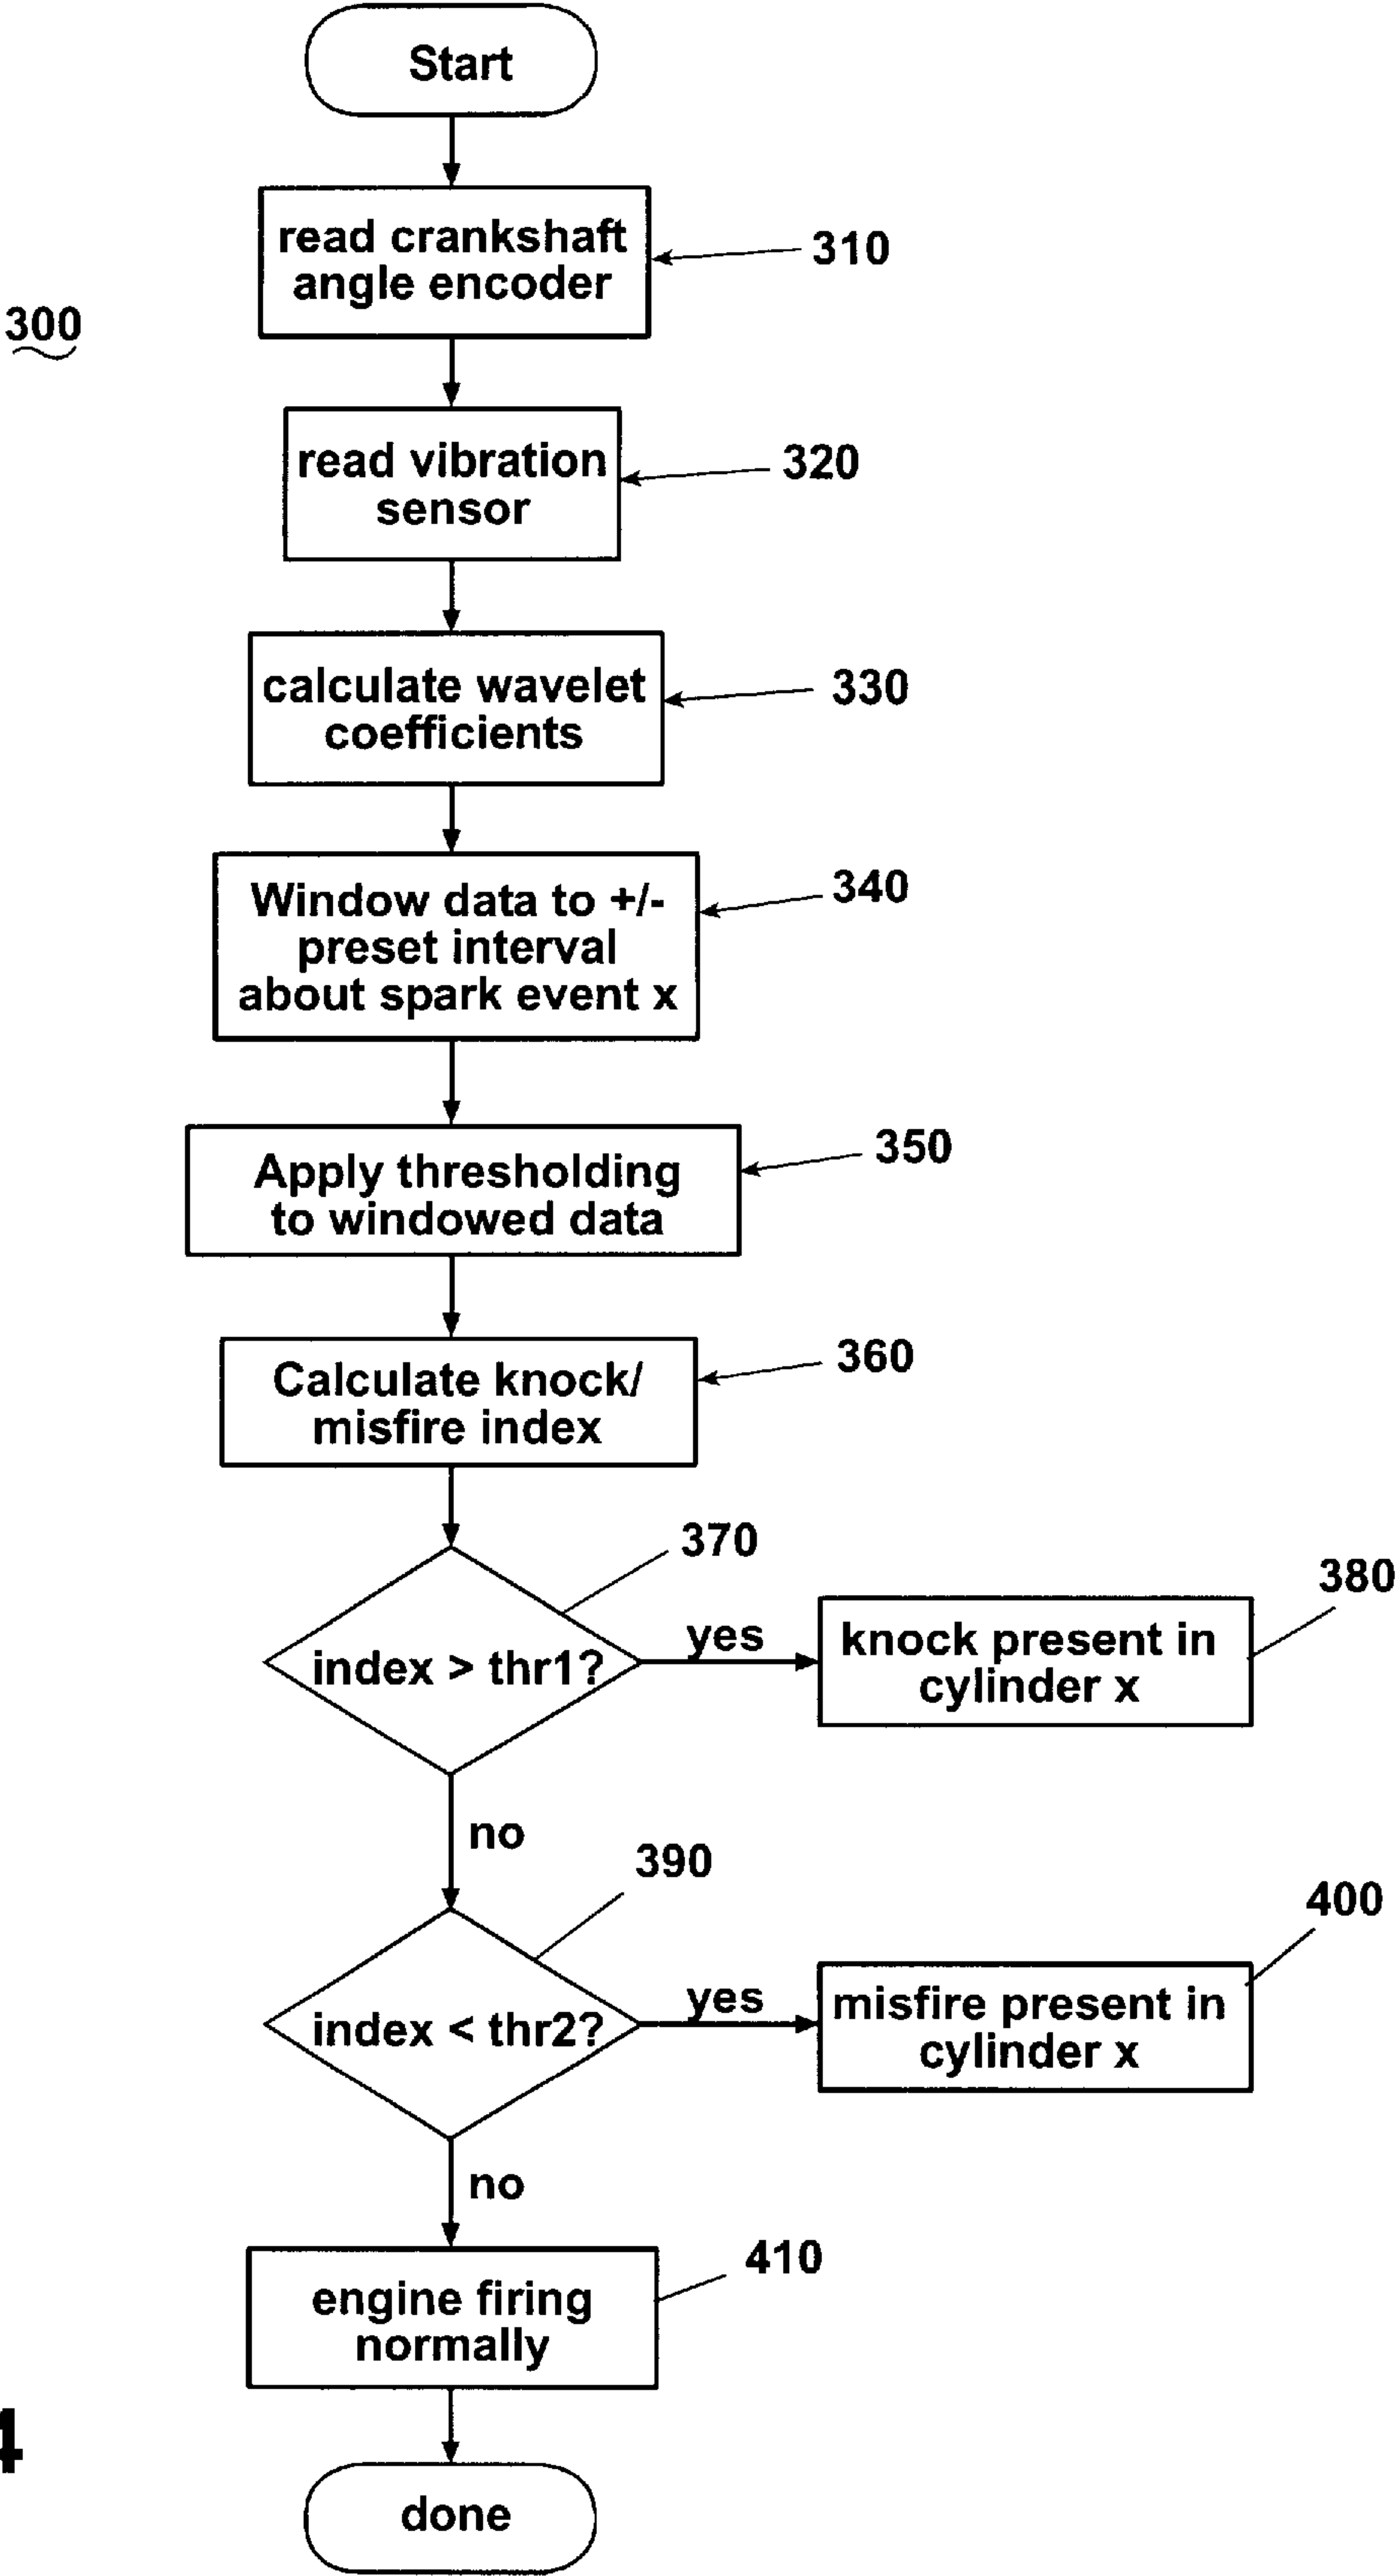 Start
read crankshaft
angle encoder
310
300
read vibration
sensor
320
calculate wavelet
coefficients
330
Window data to +/-
preset interval
about spark event x
340
Apply thresholding
to windowed data
350
Calculate knock/
misfire index
360
370
index > thr1?
yes
380
knock present in
cylinder x
no
390
index < thr2?
yes
400
misfire present in
cylinder x
no
410
engine firing
normally
4
done